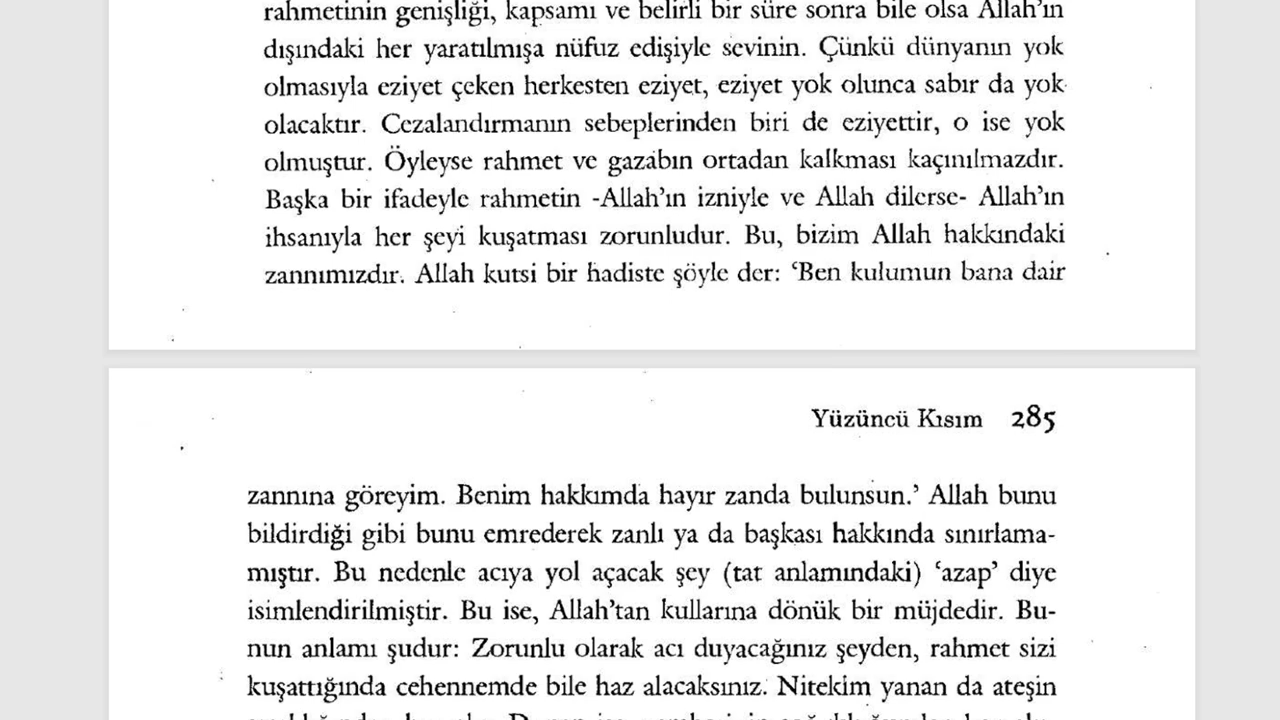 rahmetinin genişliği, kapsamı ve belirli bir süre sonra bile olsa Allah'ın
dışındaki her yaratılmışa nüfuz edişiyle sevinin. Çünkü dünyanın yok
olmasıyla eziyet çeken herkesten eziyet, eziyet yok olunca sabır da yok
olacaktır. Cezalandırmanın sebeplerinden biri de eziyettir, o ise yok
olmuştur. Öyleyse rahmet ve gazabın ortadan kalkması kaçınılmazdır.
Başka bir ifadeyle rahmetin -Allah'ın izniyle ve Allah dilerse- Allah'ın
ihsanıyla her şeyi kuşatması zorunludur. Bu, bizim Allah hakkındaki
zannımızdır. Allah kutsi bir hadiste şöyle der: 'Ben kulumun bana dair
Yüzüncü Kısım 285
zannına göreyim. Benim hakkımda hayır zanda bulunsun.' Allah bunu
bildirdiği gibi bunu emrederek zanlı ya da başkası hakkında sınırlama-
mıştır. Bu nedenle acıya yol açacak şey (tat anlamındaki) 'azap' diye
isimlendirilmiştir. Bu ise, Allah'tan kullarına dönük bir müjdedir. Bu-
nun anlamı şudur: Zorunlu olarak acı duyacağınız şeyden, rahmet sizi
kuşattığında cehennemde bile haz alacaksınız. Nitekim yanan da ateşin